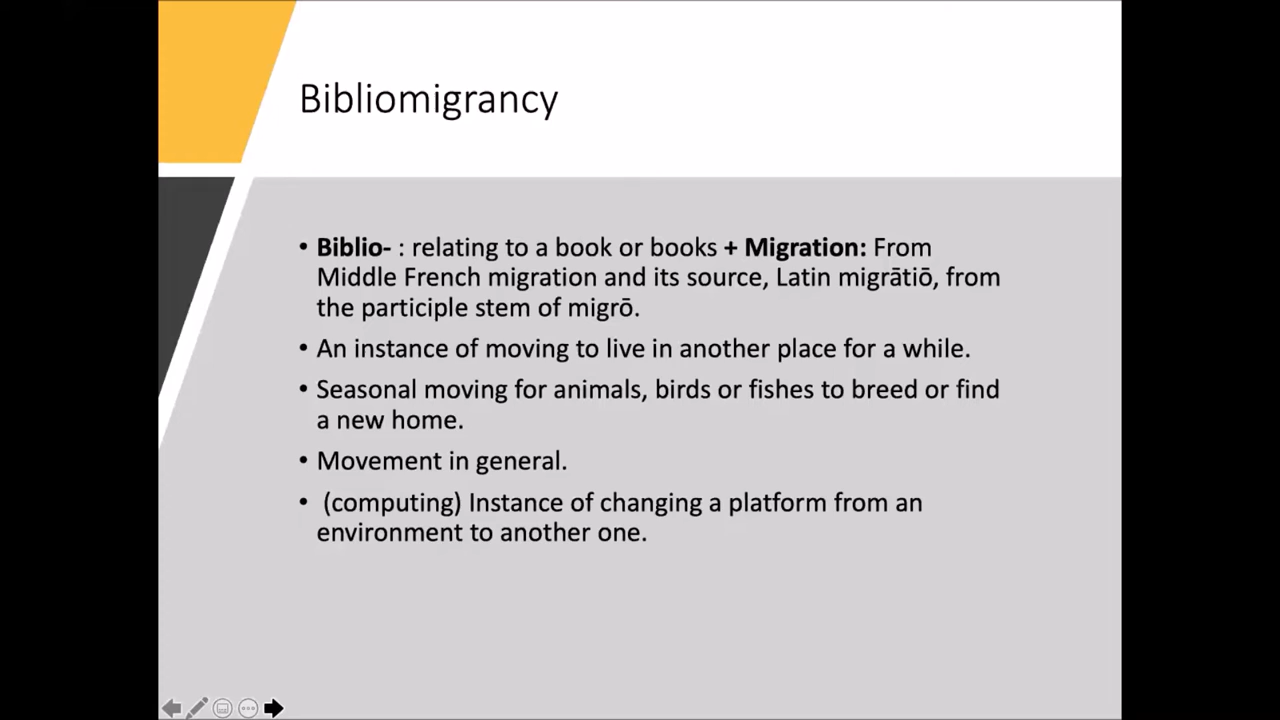 Bibliomigrancy
• Biblio- : relating to a book or books + Migration: From
Middle French migration and its source, Latin migrātiō, from
the participle stem of migrō.
• An instance of moving to live in another place for a while.
• Seasonal moving for animals, birds or fishes to breed or find
a new home.
• Movement in general.
• (computing) Instance of changing a platform from an
environment to another one.